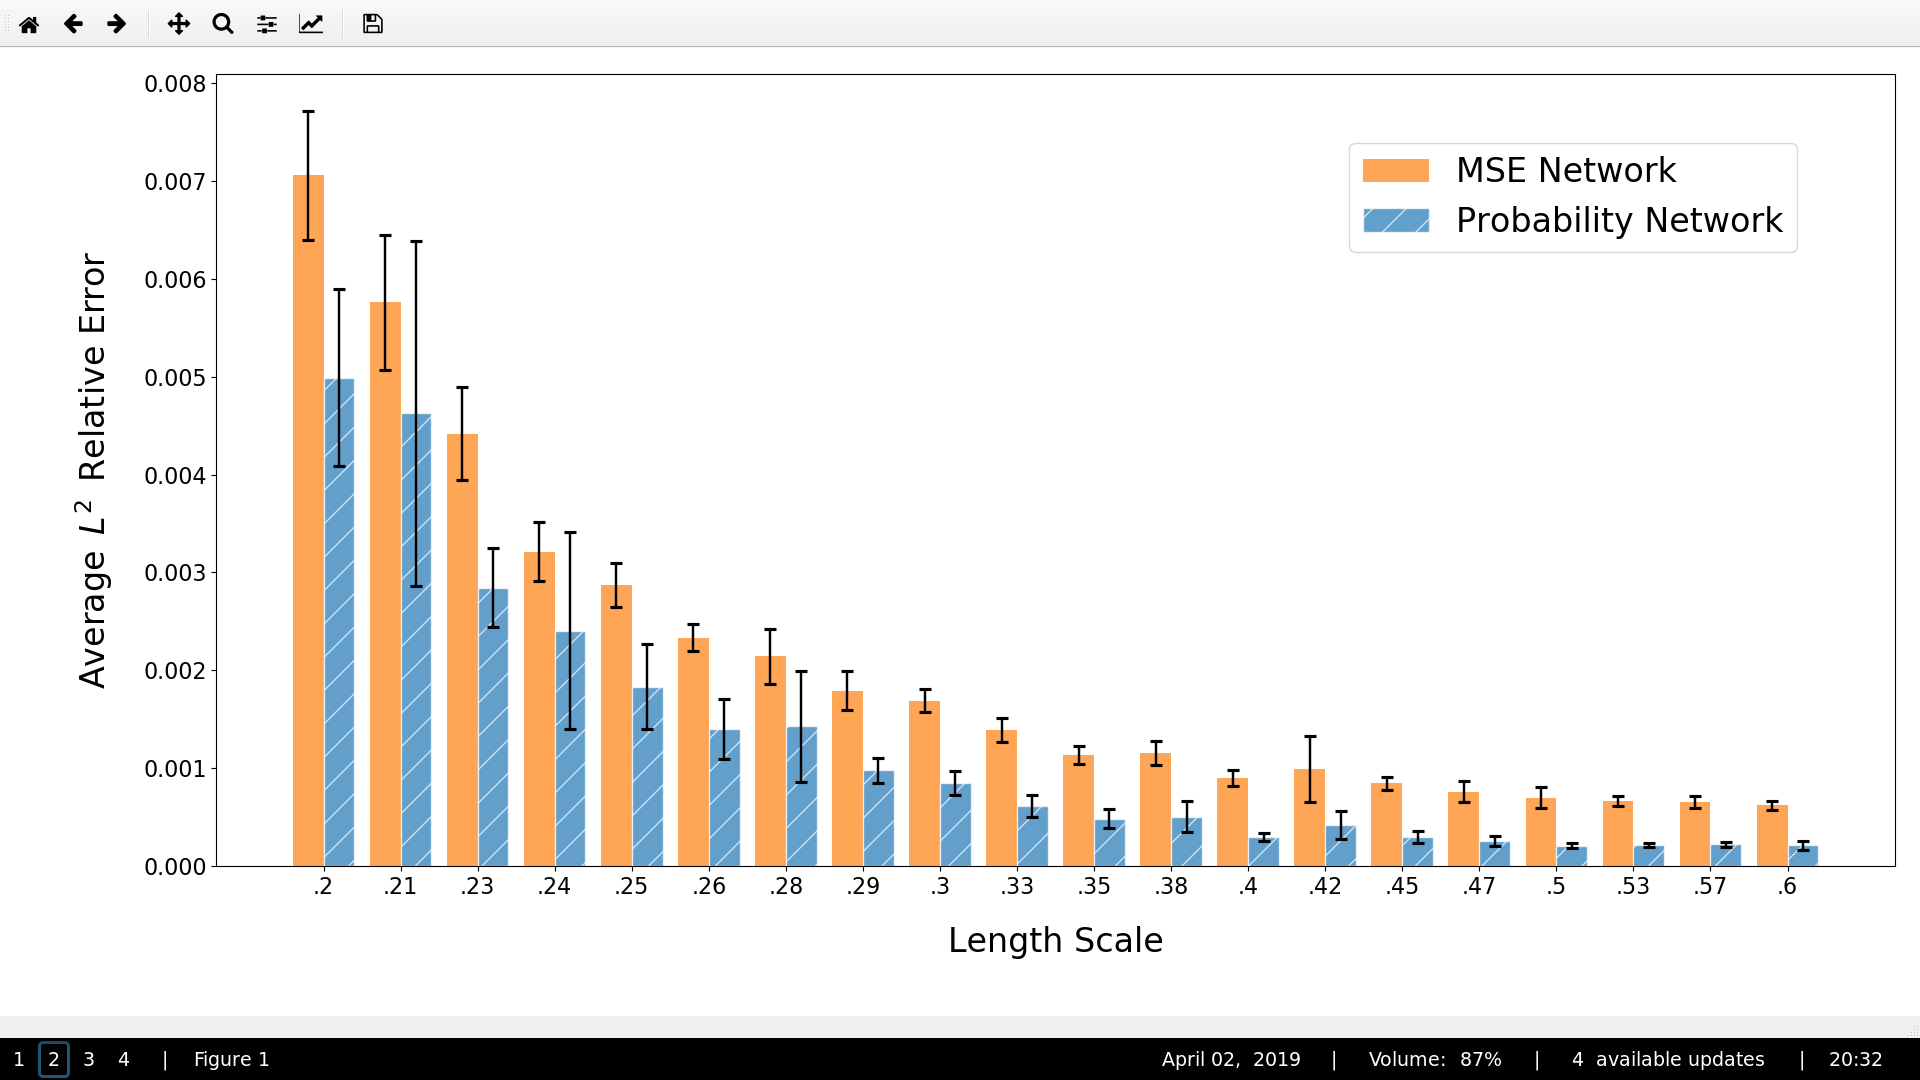 0.008
0.007
0.006
0.005
0.004
0.003
0.002
0.001
0.000
Average L² Relative Error
MSE Network
Probability Network
.2 .21 .23 .24 .25 .26 .28 .29 .3 .33 .35 .38 .4 .42 .45 .47 .5 .53 .57 .6
Length Scale
1 2 3 4 | Figure 1 April 02, 2019 | Volume: 87% | 4 available updates | 20:32